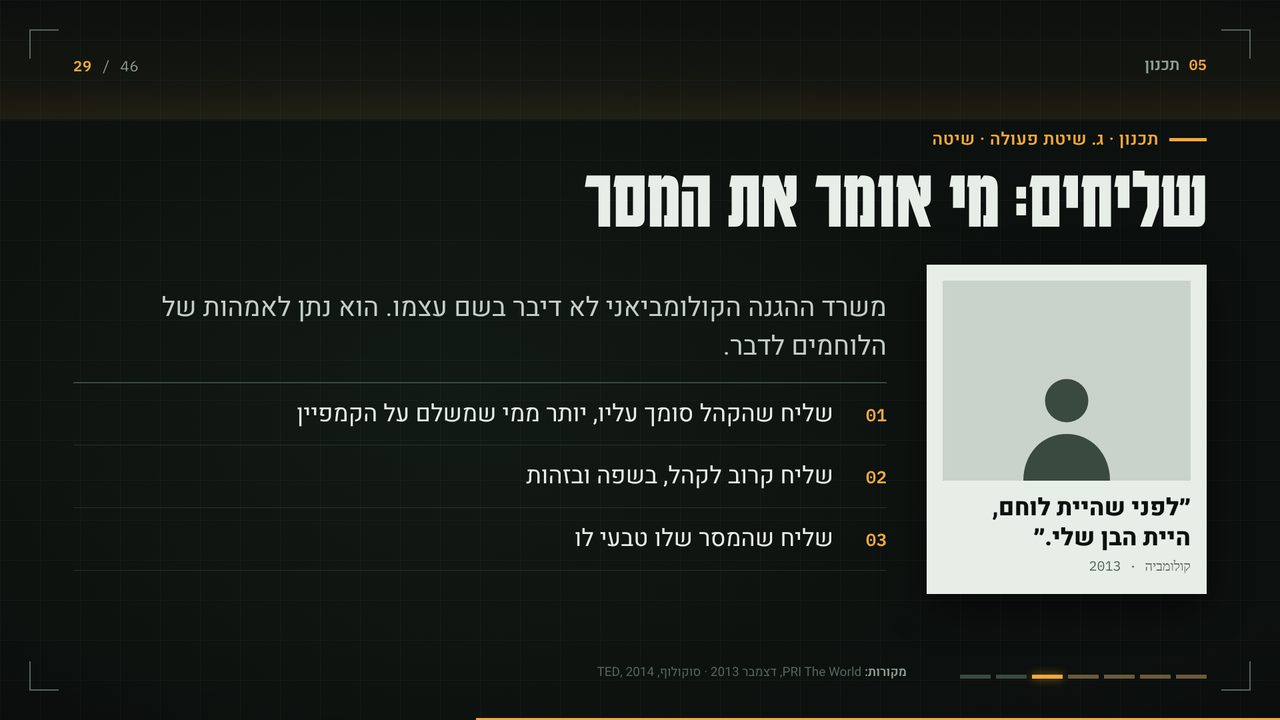 05 תכנון
29 / 46
תכנון · ג. שיטת פעולה · שיטה
שליחים: מי אומר את המסר
משרד ההגנה הקולומביאני לא דיבר בשם עצמו. הוא נתן לאמהות של
הלוחמים לדבר.
01 שליח שהקהל סומך עליו, יותר ממי שמשלם על הקמפיין
02 שליח קרוב לקהל, בשפה ובזהות
03 שליח שהמסר שלו טבעי לו
״לפני שהיית לוחם,
היית הבן שלי.״
קולומביה · 2013
מקורות: PRI The World, דצמבר 2013 · סוקולוף, TED, 2014